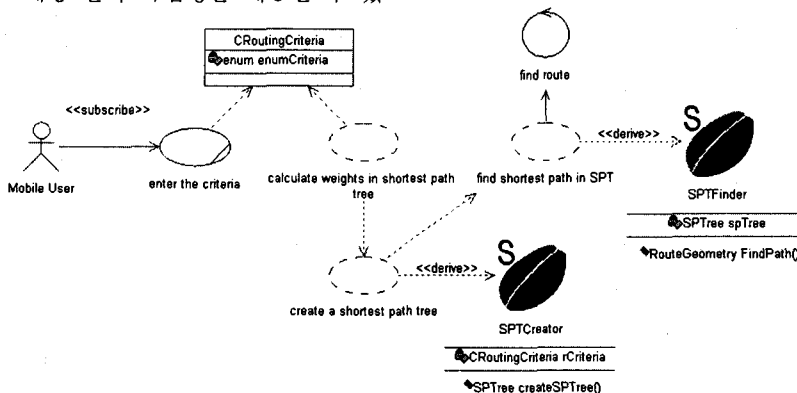 CRoutingCriteria
enum enumCriteria
find route
<<subscribe>>
<<derive>>
S
Mobile User
enter the criteria
calculate weights in shortest path
tree
find shortest path in SPT
SPTFinder
SPTree spTree
RouteGeometry FindPath()
<<derive>>
S
create a shortest path tree
SPTCreator
CRoutingCriteria rCriteria
SPTree createSPTree()